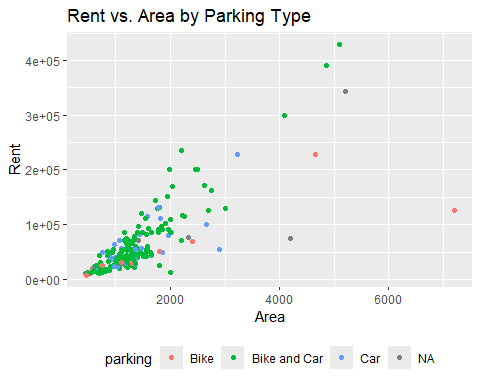 Rent vs. Area by Parking Type
4e+05
3e+05
2e+05
1e+05
0e+00
Rent
2000 4000 6000
Area
parking Bike Bike and Car Car NA